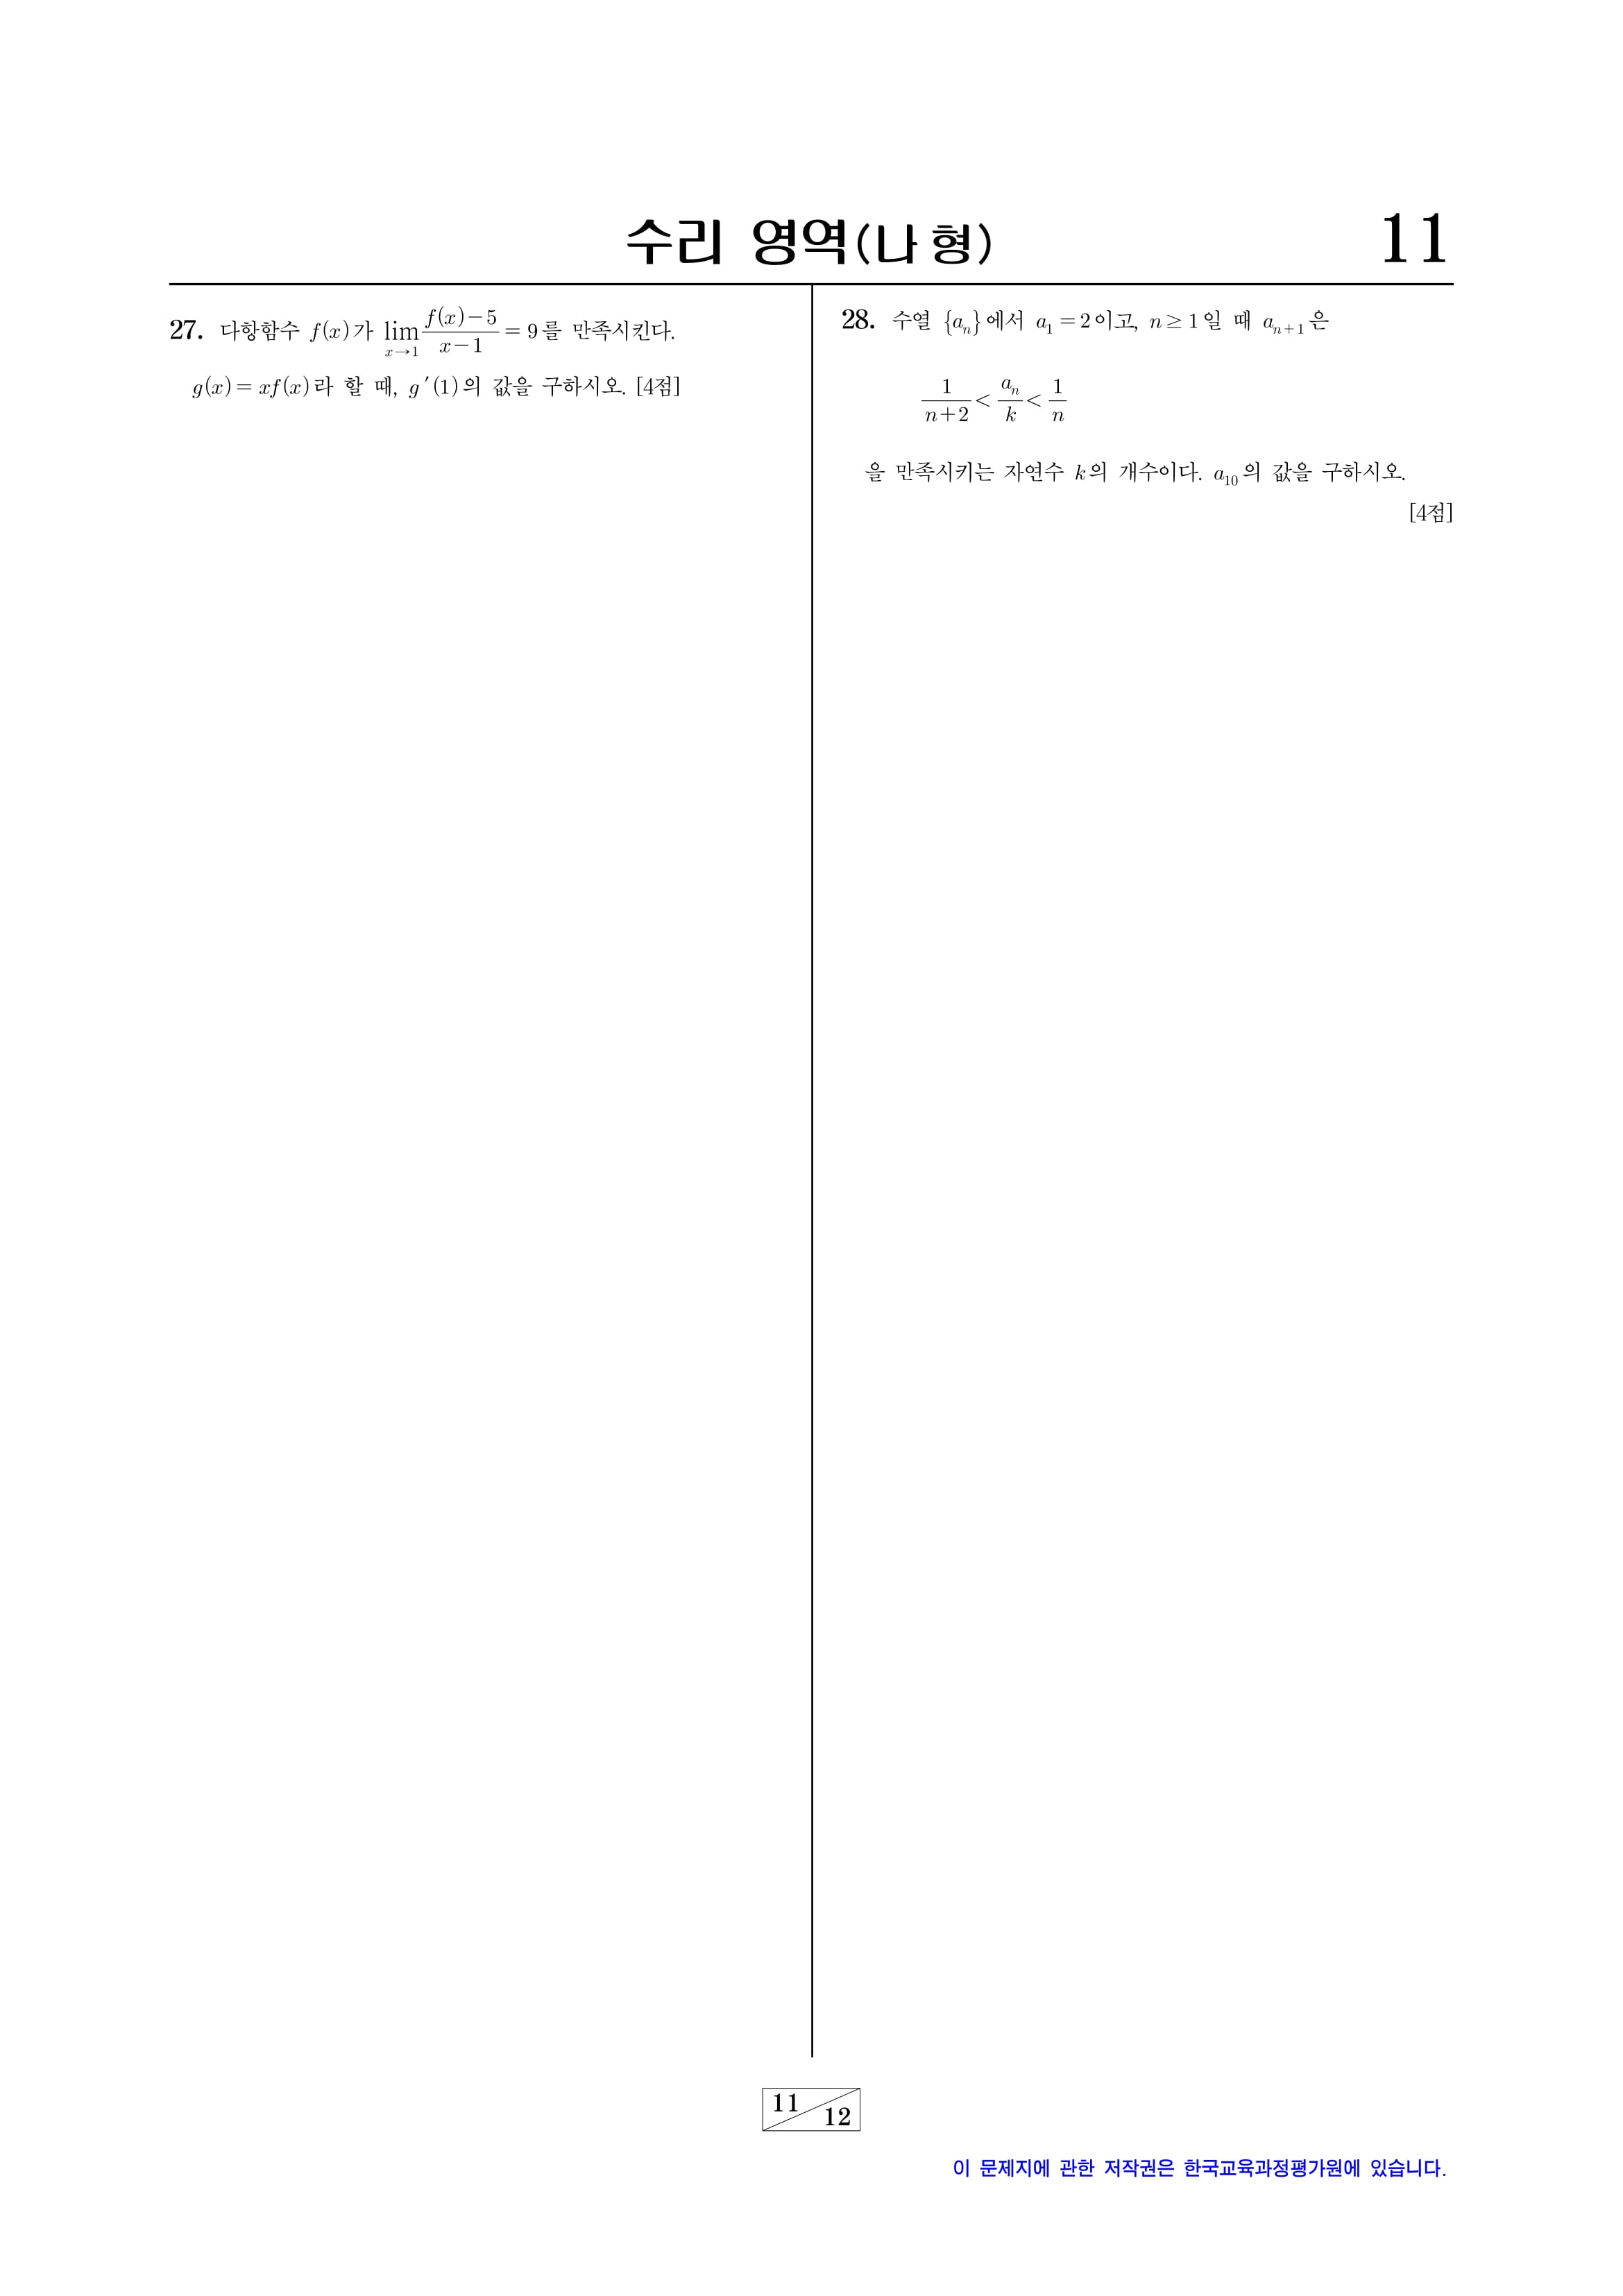 수리 영역(나 형)
11
27. 다항함수 f(x)가 lim_{x→1} \frac{f(x)-5}{x-1} = 9를 만족시킨다.
g(x) = xf(x)라 할 때, g′(1)의 값을 구하시오. [4점]
28. 수열 {a_n}에서 a_1 = 2이고, n ≥ 1일 때 a_{n+1}은
\frac{1}{n+2} < \frac{a_n}{k} < \frac{1}{n}
을 만족시키는 자연수 k의 개수이다. a_{10}의 값을 구하시오.
[4점]
11
12
이 문제지에 관한 저작권은 한국교육과정평가원에 있습니다.